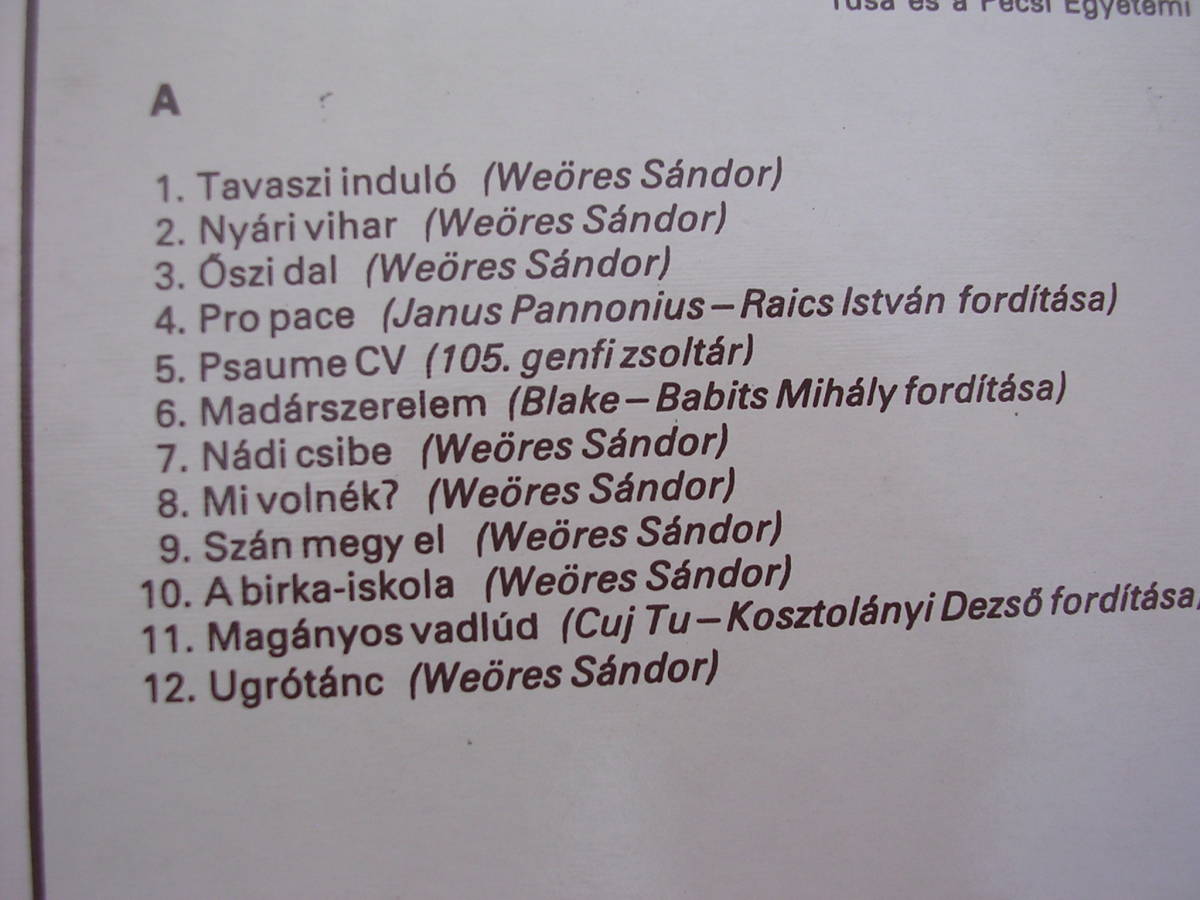 és a Pécsi Egyetemi
A
1. Tavaszi induló (Weöres Sándor)
2. Nyári vihar (Weöres Sándor)
3. Őszi dal (Weöres Sándor)
4. Pro pace (Janus Pannonius – Raics István fordítása)
5. Psaume CV (105. genfi zsoltár)
6. Madárszerelem (Blake – Babits Mihály fordítása)
7. Nádi csibe (Weöres Sándor)
8. Mi volnék? (Weöres Sándor)
9. Szán megy el (Weöres Sándor)
10. A birka-iskola (Weöres Sándor)
11. Magányos vadlúd (Cuj Tu – Kosztolányi Dezső fordítása)
12. Ugrótánc (Weöres Sándor)